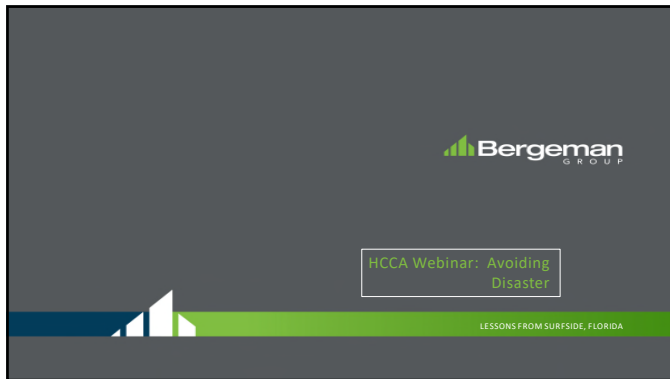 Bergeman
GROUP
HCCA Webinar: Avoiding
Disaster
LESSONS FROM SURFSIDE, FLORIDA